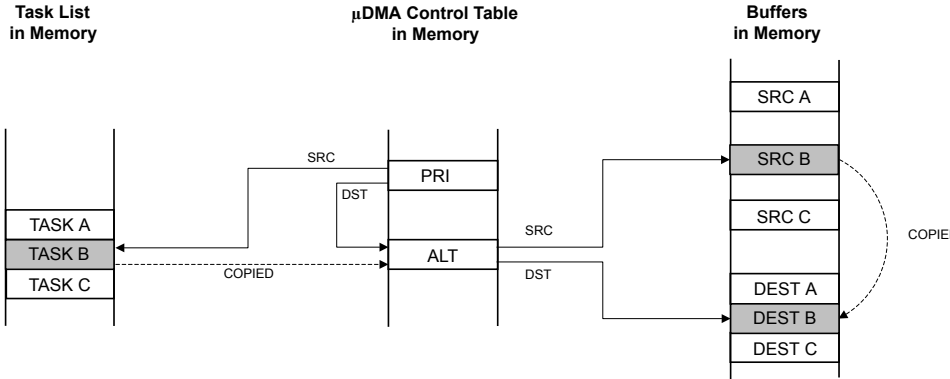 Task List
in Memory
µDMA Control Table
in Memory
Buffers
in Memory
SRC A
SRC
SRC B
PRI
DST
TASK A
SRC C
SRC
COPIED
TASK B
ALT
COPIED
DST
TASK C
DEST A
DEST B
DEST C